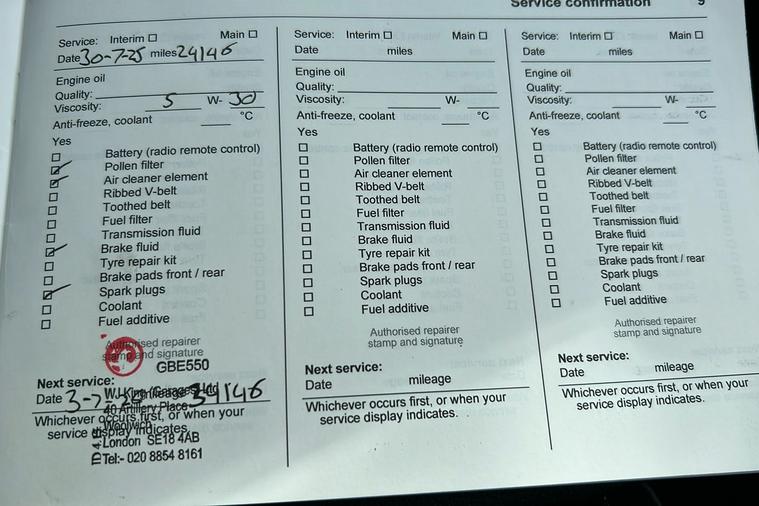 Service confirmation 9
Service: Interim ☐ Main ☐
Date 30-7-25 miles 24146
Engine oil
Quality:
Viscosity: 5 W- 30
Anti-freeze, coolant °C
Yes
Battery (radio remote control)
Pollen filter
Air cleaner element
Ribbed V-belt
Toothed belt
Fuel filter
Transmission fluid
Brake fluid
Tyre repair kit
Brake pads front / rear
Spark plugs
Coolant
Fuel additive
Authorised repairer
stamp and signature
GBE550
Next service:
Date 34146
W.J King (Garages) Ltd
40 Artillery Place
Woolwich
Whichever occurs first, or when your
service display indicates.
London SE18 4AB
Tel:- 020 8854 8161
Service: Interim ☐ Main ☐
Date miles
Engine oil
Quality:
Viscosity: W-
Anti-freeze, coolant °C
Yes
Battery (radio remote control)
Pollen filter
Air cleaner element
Ribbed V-belt
Toothed belt
Fuel filter
Transmission fluid
Brake fluid
Tyre repair kit
Brake pads front / rear
Spark plugs
Coolant
Fuel additive
Authorised repairer
stamp and signature
Next service:
Date mileage
Whichever occurs first, or when your
service display indicates.
Service: Interim ☐ Main ☐
Date miles
Engine oil
Quality:
Viscosity: W-
Anti-freeze, coolant °C
Yes
Battery (radio remote control)
Pollen filter
Air cleaner element
Ribbed V-belt
Toothed belt
Fuel filter
Transmission fluid
Brake fluid
Tyre repair kit
Brake pads front / rear
Spark plugs
Coolant
Fuel additive
Authorised repairer
stamp and signature
Next service:
Date mileage
Whichever occurs first, or when your
service display indicates.